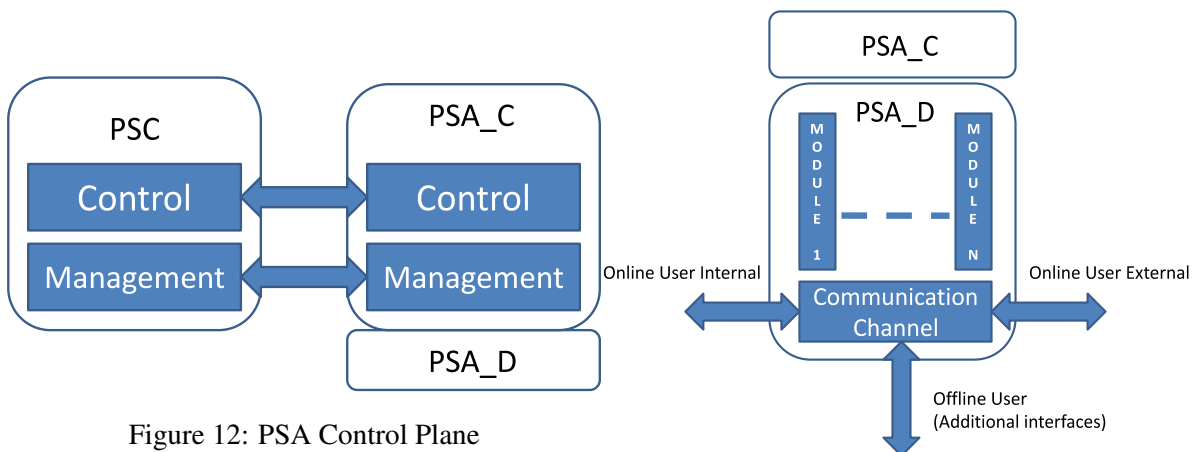 PSC
Control
Management
PSA_C
Control
Management
PSA_D
Figure 12: PSA Control Plane
PSA_C
PSA_D
MODULE 1
MODULE N
Online User Internal
Online User External
Communication
Channel
Offline User
(Additional interfaces)